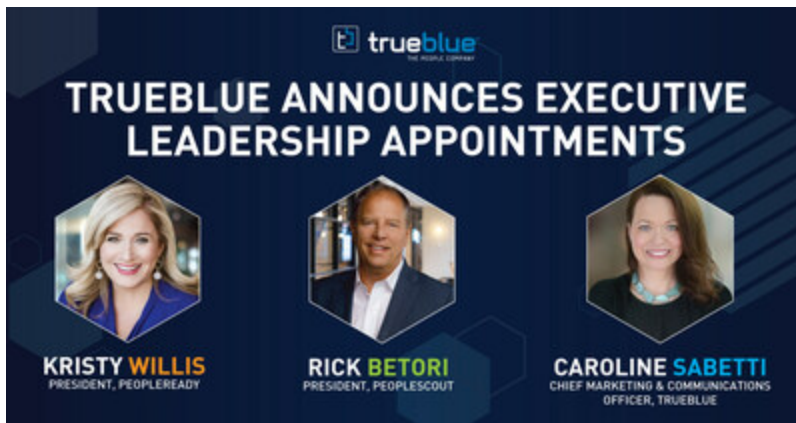 trueblue
THE PEOPLE COMPANY
TRUEBLUE ANNOUNCES EXECUTIVE
LEADERSHIP APPOINTMENTS
KRISTY WILLIS
PRESIDENT, PEOPLEREADY
RICK BETORI
PRESIDENT, PEOPLESCOUT
CAROLINE SABETTI
CHIEF MARKETING & COMMUNICATIONS
OFFICER, TRUEBLUE